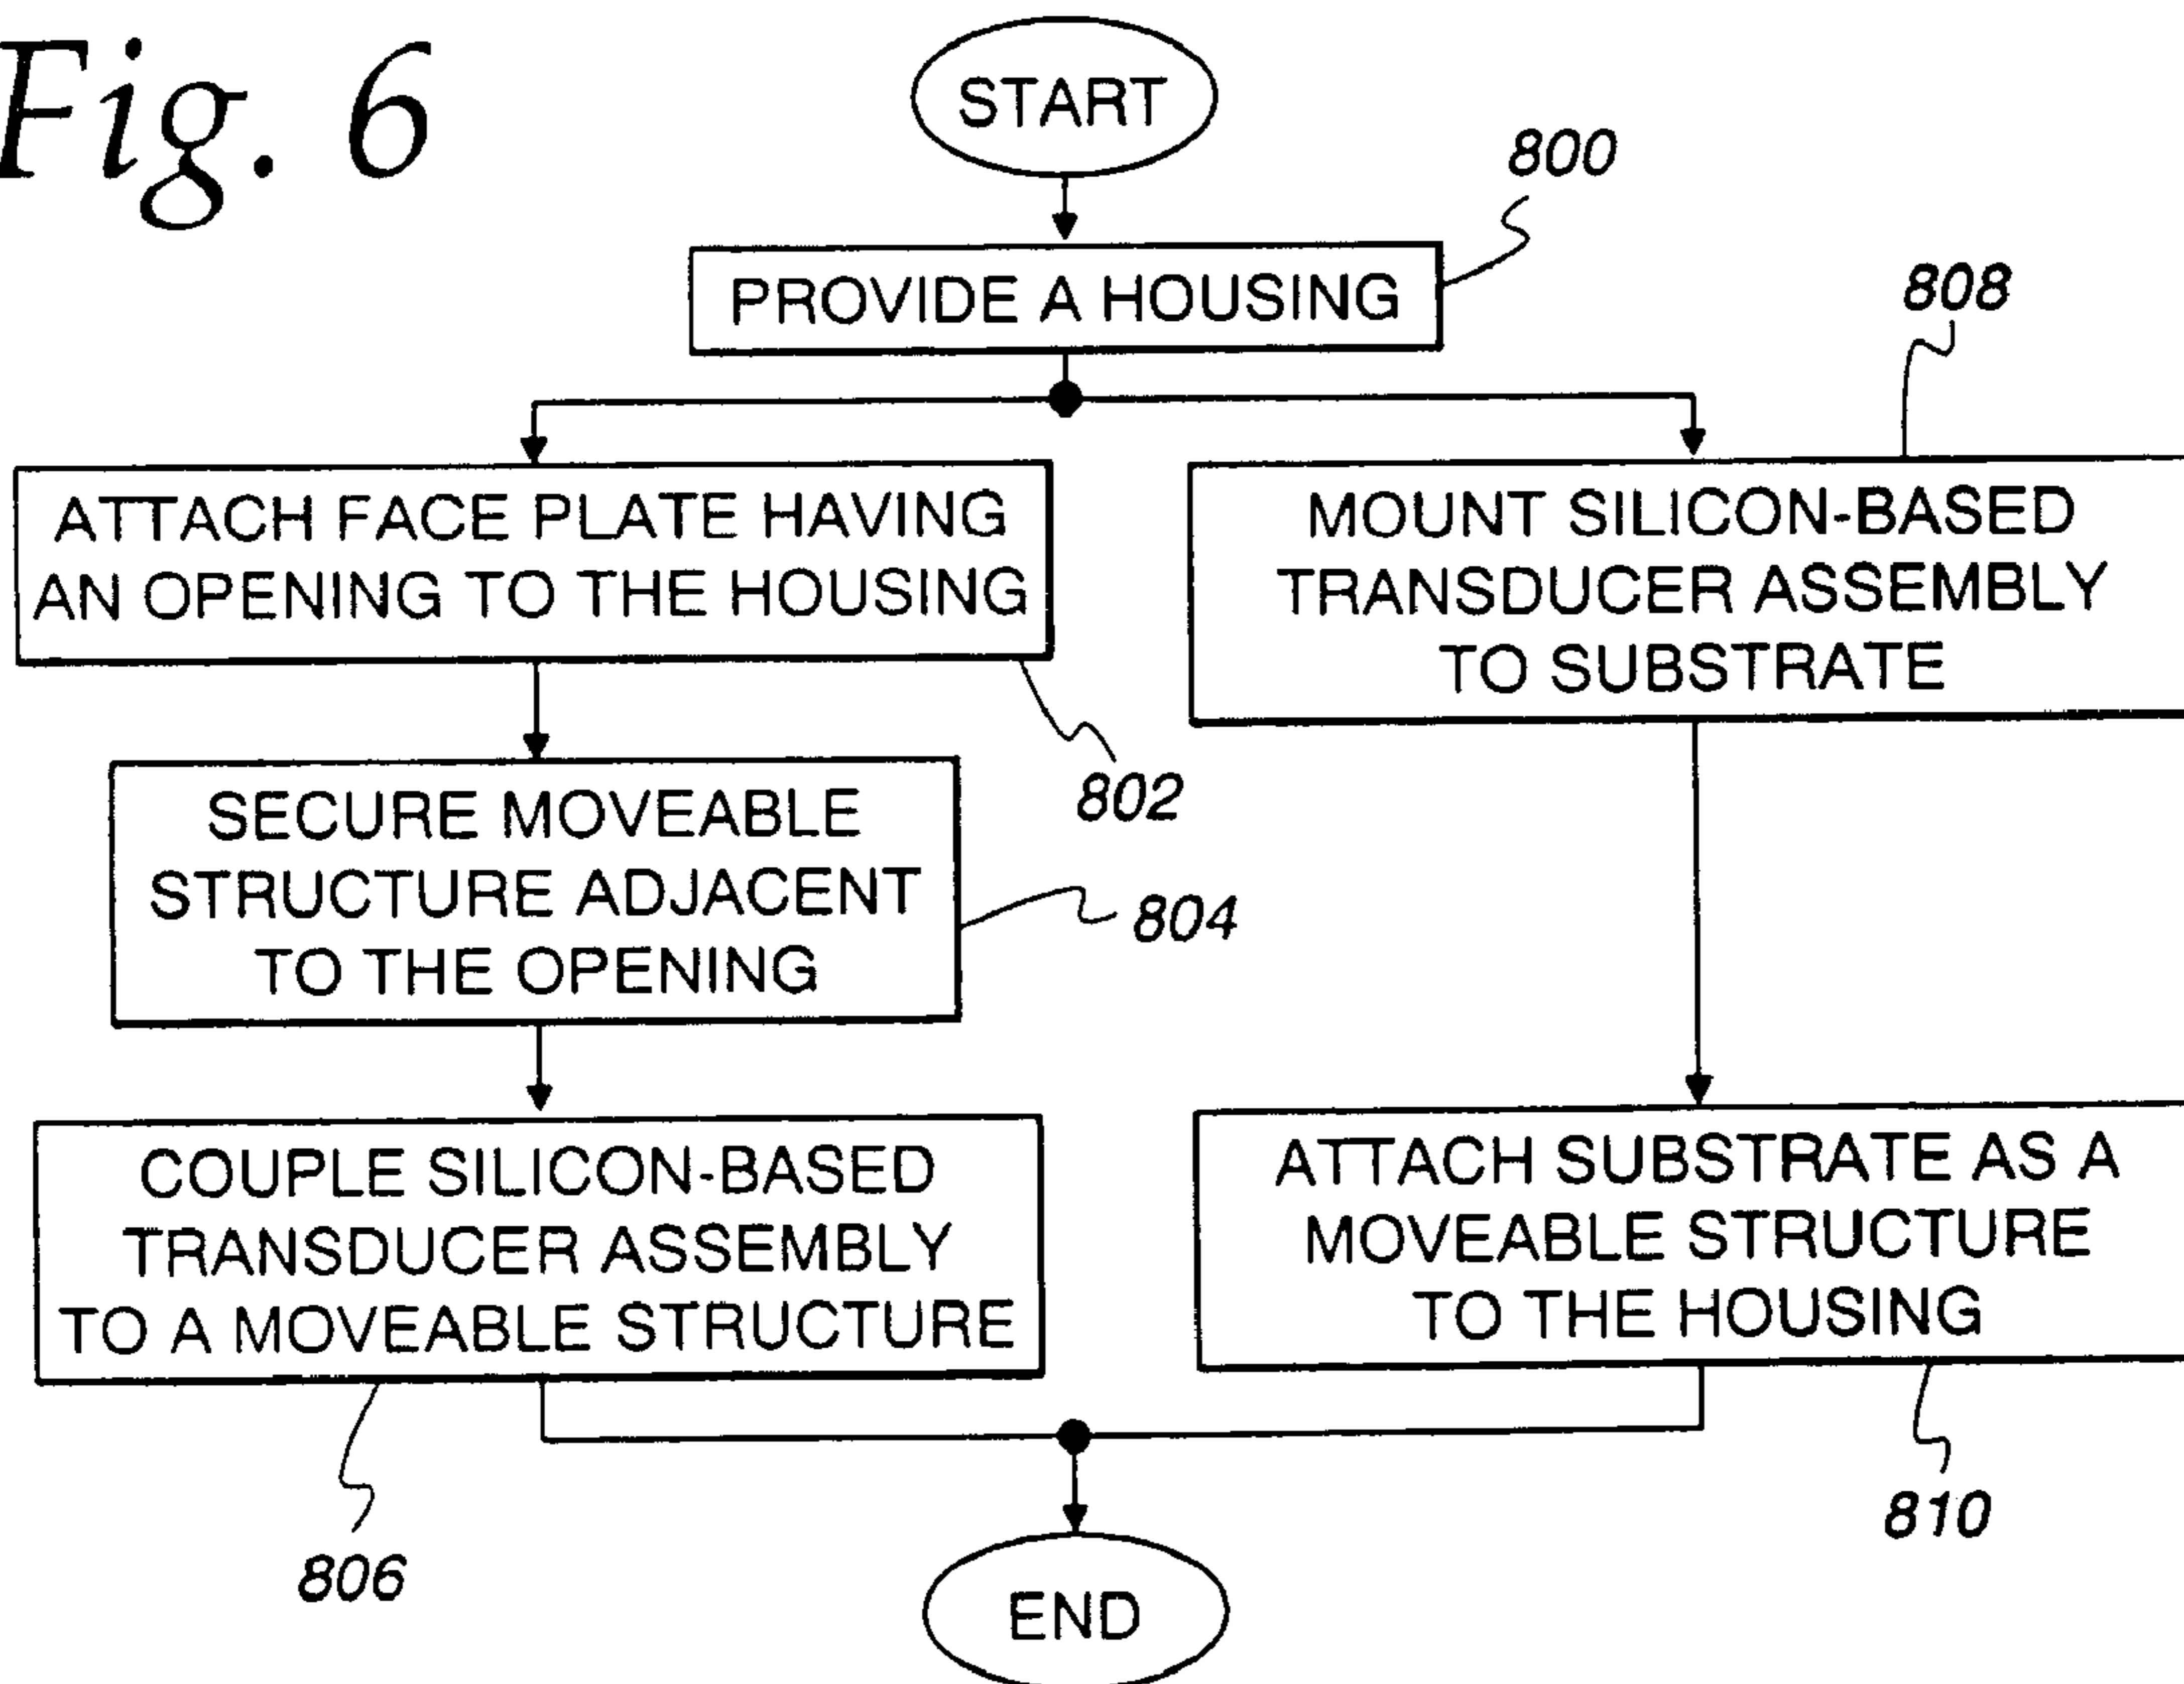 Fig. 6
START
800
PROVIDE A HOUSING
808
ATTACH FACE PLATE HAVING
AN OPENING TO THE HOUSING
802
MOUNT SILICON-BASED
TRANSDUCER ASSEMBLY
TO SUBSTRATE
SECURE MOVEABLE
STRUCTURE ADJACENT
TO THE OPENING
804
COUPLE SILICON-BASED
TRANSDUCER ASSEMBLY
TO A MOVEABLE STRUCTURE
806
ATTACH SUBSTRATE AS A
MOVEABLE STRUCTURE
TO THE HOUSING
810
END